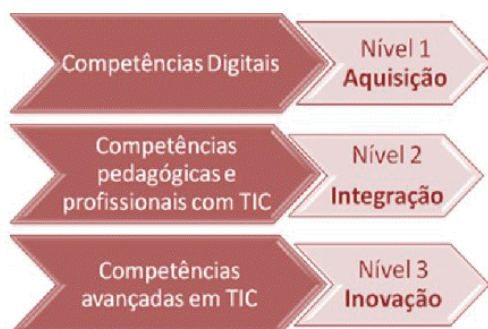 Competências Digitais
Nível 1
Aquisição
Competências
pedagógicas e
profissionais com TIC
Nível 2
Integração
Competências
avançadas em TIC
Nível 3
Inovação